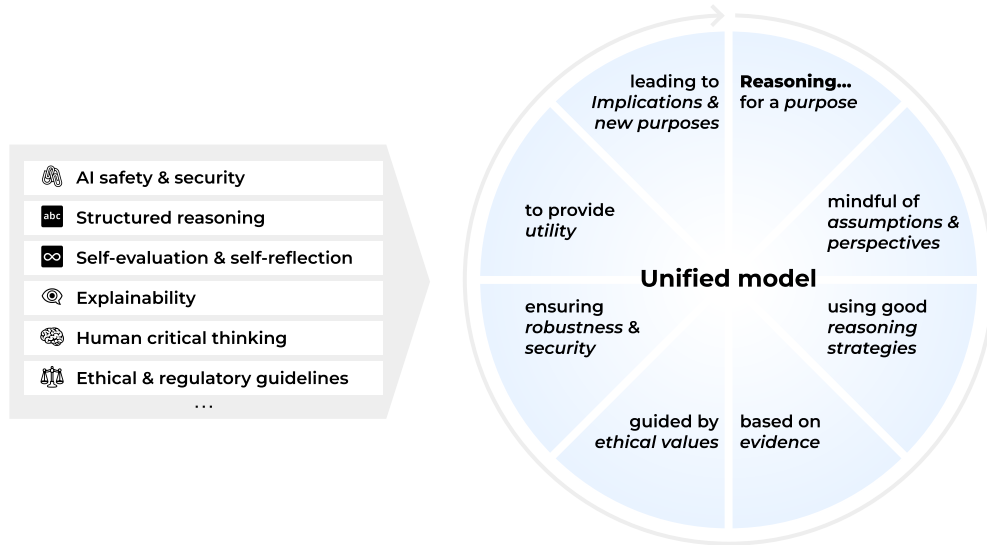 AI safety & security
abc
Structured reasoning
Self-evaluation & self-reflection
Explainability
Human critical thinking
Ethical & regulatory guidelines
...
Unified model
Reasoning...
for a purpose
mindful of
assumptions &
perspectives
using good
reasoning
strategies
based on
evidence
guided by
ethical values
ensuring
robustness &
security
to provide
utility
leading to
Implications &
new purposes